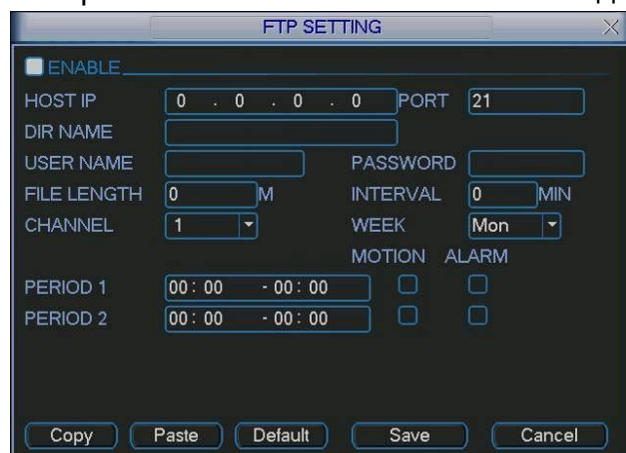 FTP SETTING
ENABLE
HOST IP 0 . 0 . 0 . 0 PORT 21
DIR NAME
USER NAME PASSWORD
FILE LENGTH 0 M INTERVAL 0 MIN
CHANNEL 1 WEEK Mon
MOTION ALARM
PERIOD 1 00: 00 - 00: 00
PERIOD 2 00: 00 - 00: 00
Copy Paste Default Save Cancel